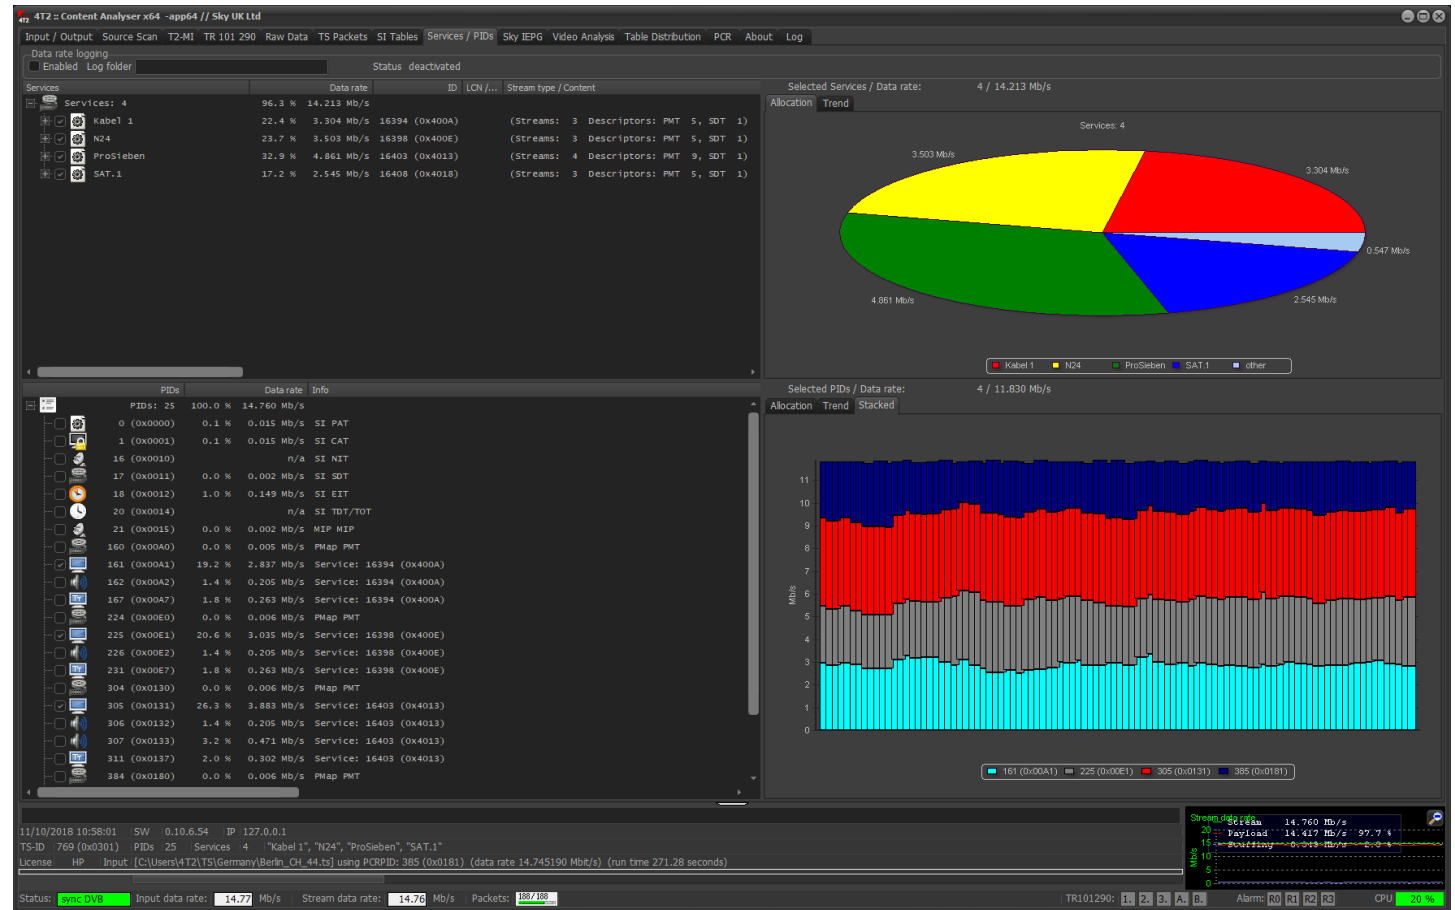 4T2 :: Content Analyser x64 -app64 // Sky UK Ltd
Input / Output Source Scan T2-MI TR 101 290 Raw Data TS Packets SI Tables Services / PIDs Sky IEPG Video Analysis Table Distribution PCR About Log
Data rate logging
Enabled Log folder Status deactivated
Services Data rate ID LCN /... Stream type / Content
Services: 4 96.3 % 14.213 Mb/s
Kabel 1 22.4 % 3.304 Mb/s 16394 (0x400A) (Streams: 3 Descriptors: PMT 5, SDT 1)
N24 23.7 % 3.503 Mb/s 16398 (0x400E) (Streams: 3 Descriptors: PMT 5, SDT 1)
ProSieben 32.9 % 4.861 Mb/s 16403 (0x4013) (Streams: 4 Descriptors: PMT 9, SDT 1)
SAT.1 17.2 % 2.545 Mb/s 16408 (0x4018) (Streams: 3 Descriptors: PMT 5, SDT 1)
Selected Services / Data rate: 4 / 14.213 Mb/s
Allocation Trend
Services: 4
3.503 Mb/s
3.304 Mb/s
0.547 Mb/s
4.861 Mb/s
2.545 Mb/s
Kabel 1 N24 ProSieben SAT.1 other
PIDs Data rate Info
PIDs: 25 100.0 % 14.760 Mb/s
0 (0x0000) 0.1 % 0.015 Mb/s SI PAT
1 (0x0001) 0.1 % 0.015 Mb/s SI CAT
16 (0x0010) n/a SI NIT
17 (0x0011) 0.0 % 0.002 Mb/s SI SDT
18 (0x0012) 1.0 % 0.149 Mb/s SI EIT
20 (0x0014) n/a SI TDT/TOT
21 (0x0015) 0.0 % 0.002 Mb/s MIP MIP
160 (0x00A0) 0.0 % 0.005 Mb/s PMap PMT
161 (0x00A1) 19.2 % 2.837 Mb/s Service: 16394 (0x400A)
162 (0x00A2) 1.4 % 0.205 Mb/s Service: 16394 (0x400A)
167 (0x00A7) 1.8 % 0.263 Mb/s Service: 16394 (0x400A)
224 (0x00E0) 0.0 % 0.006 Mb/s PMap PMT
225 (0x00E1) 20.6 % 3.035 Mb/s Service: 16398 (0x400E)
226 (0x00E2) 1.4 % 0.205 Mb/s Service: 16398 (0x400E)
231 (0x00E7) 1.8 % 0.263 Mb/s Service: 16398 (0x400E)
304 (0x0130) 0.0 % 0.006 Mb/s PMap PMT
305 (0x0131) 26.3 % 3.883 Mb/s Service: 16403 (0x4013)
306 (0x0132) 1.4 % 0.205 Mb/s Service: 16403 (0x4013)
307 (0x0133) 3.2 % 0.471 Mb/s Service: 16403 (0x4013)
311 (0x0137) 2.0 % 0.302 Mb/s Service: 16403 (0x4013)
384 (0x0180) 0.0 % 0.006 Mb/s PMap PMT
Selected PIDs / Data rate: 4 / 11.830 Mb/s
Allocation Trend Stacked
Mb/s
11
10
9
8
7
6
5
4
3
2
1
0
161 (0x00A1) 225 (0x00E1) 305 (0x0131) 385 (0x0181)
11/10/2018 10:58:01 SW 0.10.6.54 IP 127.0.0.1
TS-ID 769 (0x0301) PIDs 25 Services 4 "Kabel 1", "N24", "ProSieben", "SAT.1"
License HP Input [C:\Users\4T2\TS\Germany\Berlin_CH_44.ts] using PCRPID: 385 (0x0181) (data rate 14.745190 Mbit/s) (run time 271.28 seconds)
Stream data rate
Mb/s
20
15
10
5
0
Stream 14.760 Mb/s
Payload 14.417 Mb/s 97.7 %
Stuffing 0.343 Mb/s 2.3 %
Status: sync DVB Input data rate: 14.77 Mb/s Stream data rate: 14.76 Mb/s Packets: 188/188 TR101290: 1. 2. 3. A. B. Alarm: R0 R1 R2 R3 CPU 20 %